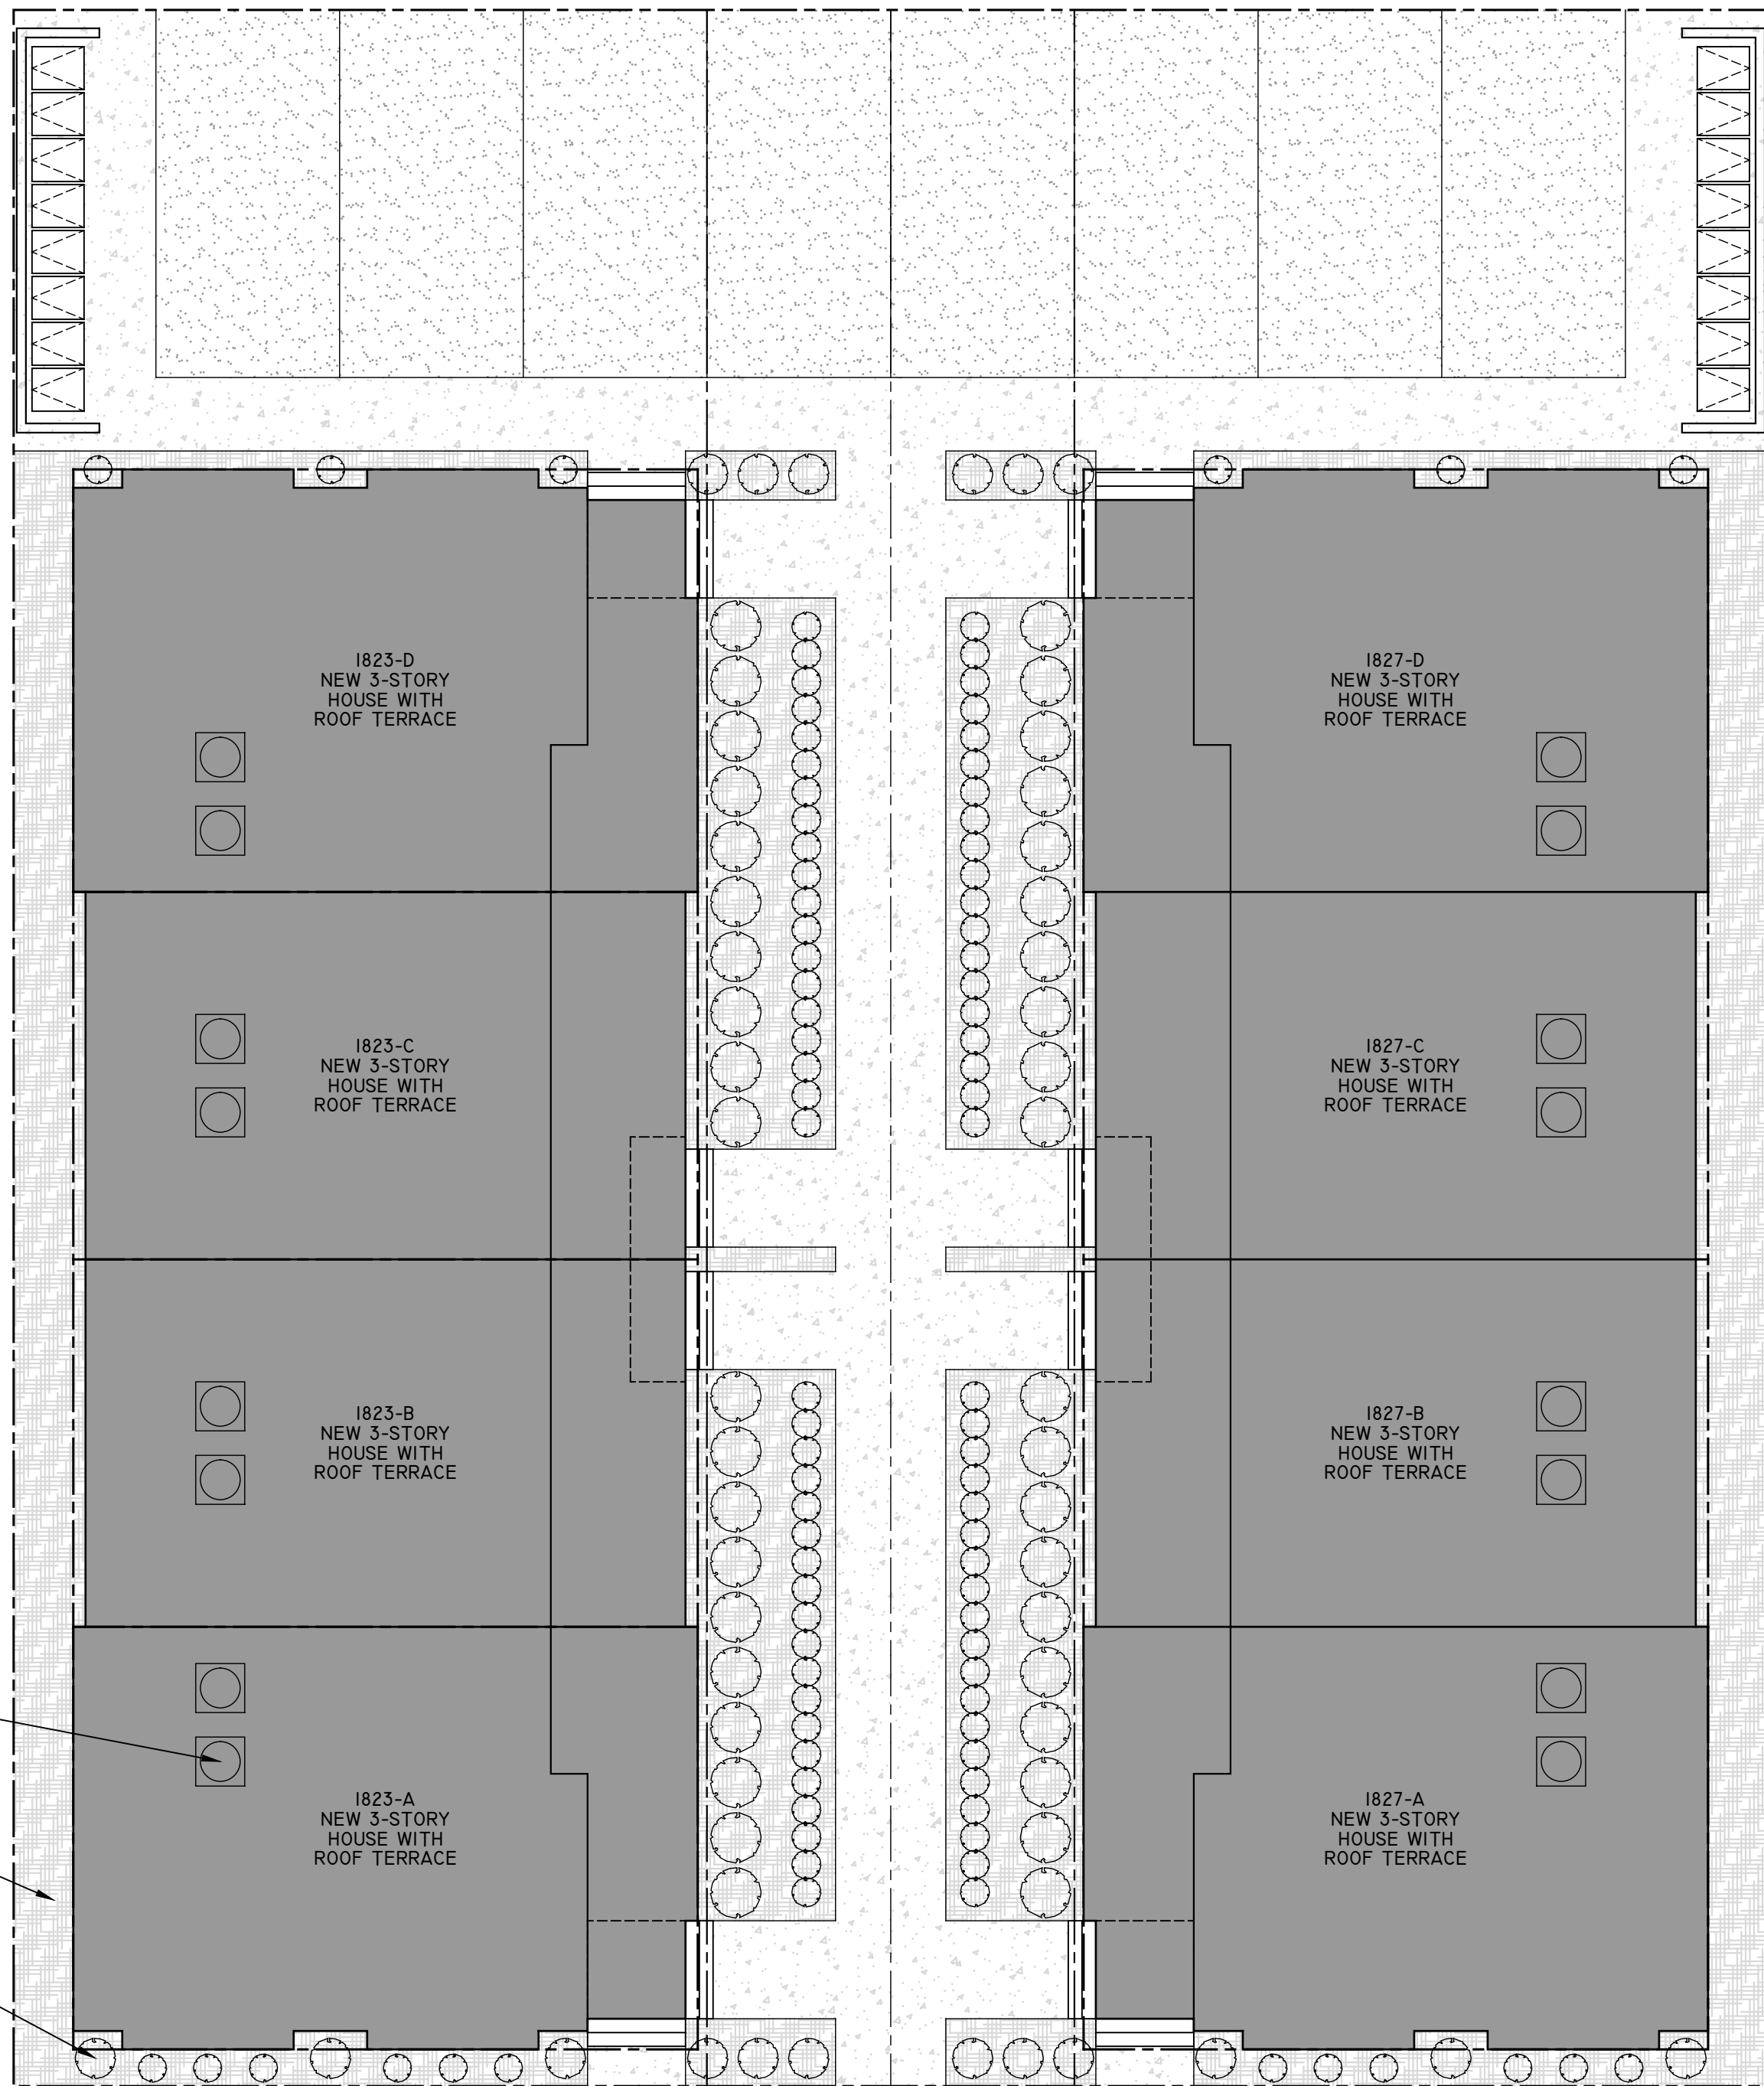 1823-D
NEW 3-STORY
HOUSE WITH
ROOF TERRACE
1827-D
NEW 3-STORY
HOUSE WITH
ROOF TERRACE
1823-C
NEW 3-STORY
HOUSE WITH
ROOF TERRACE
1827-C
NEW 3-STORY
HOUSE WITH
ROOF TERRACE
1823-B
NEW 3-STORY
HOUSE WITH
ROOF TERRACE
1827-B
NEW 3-STORY
HOUSE WITH
ROOF TERRACE
1823-A
NEW 3-STORY
HOUSE WITH
ROOF TERRACE
1827-A
NEW 3-STORY
HOUSE WITH
ROOF TERRACE